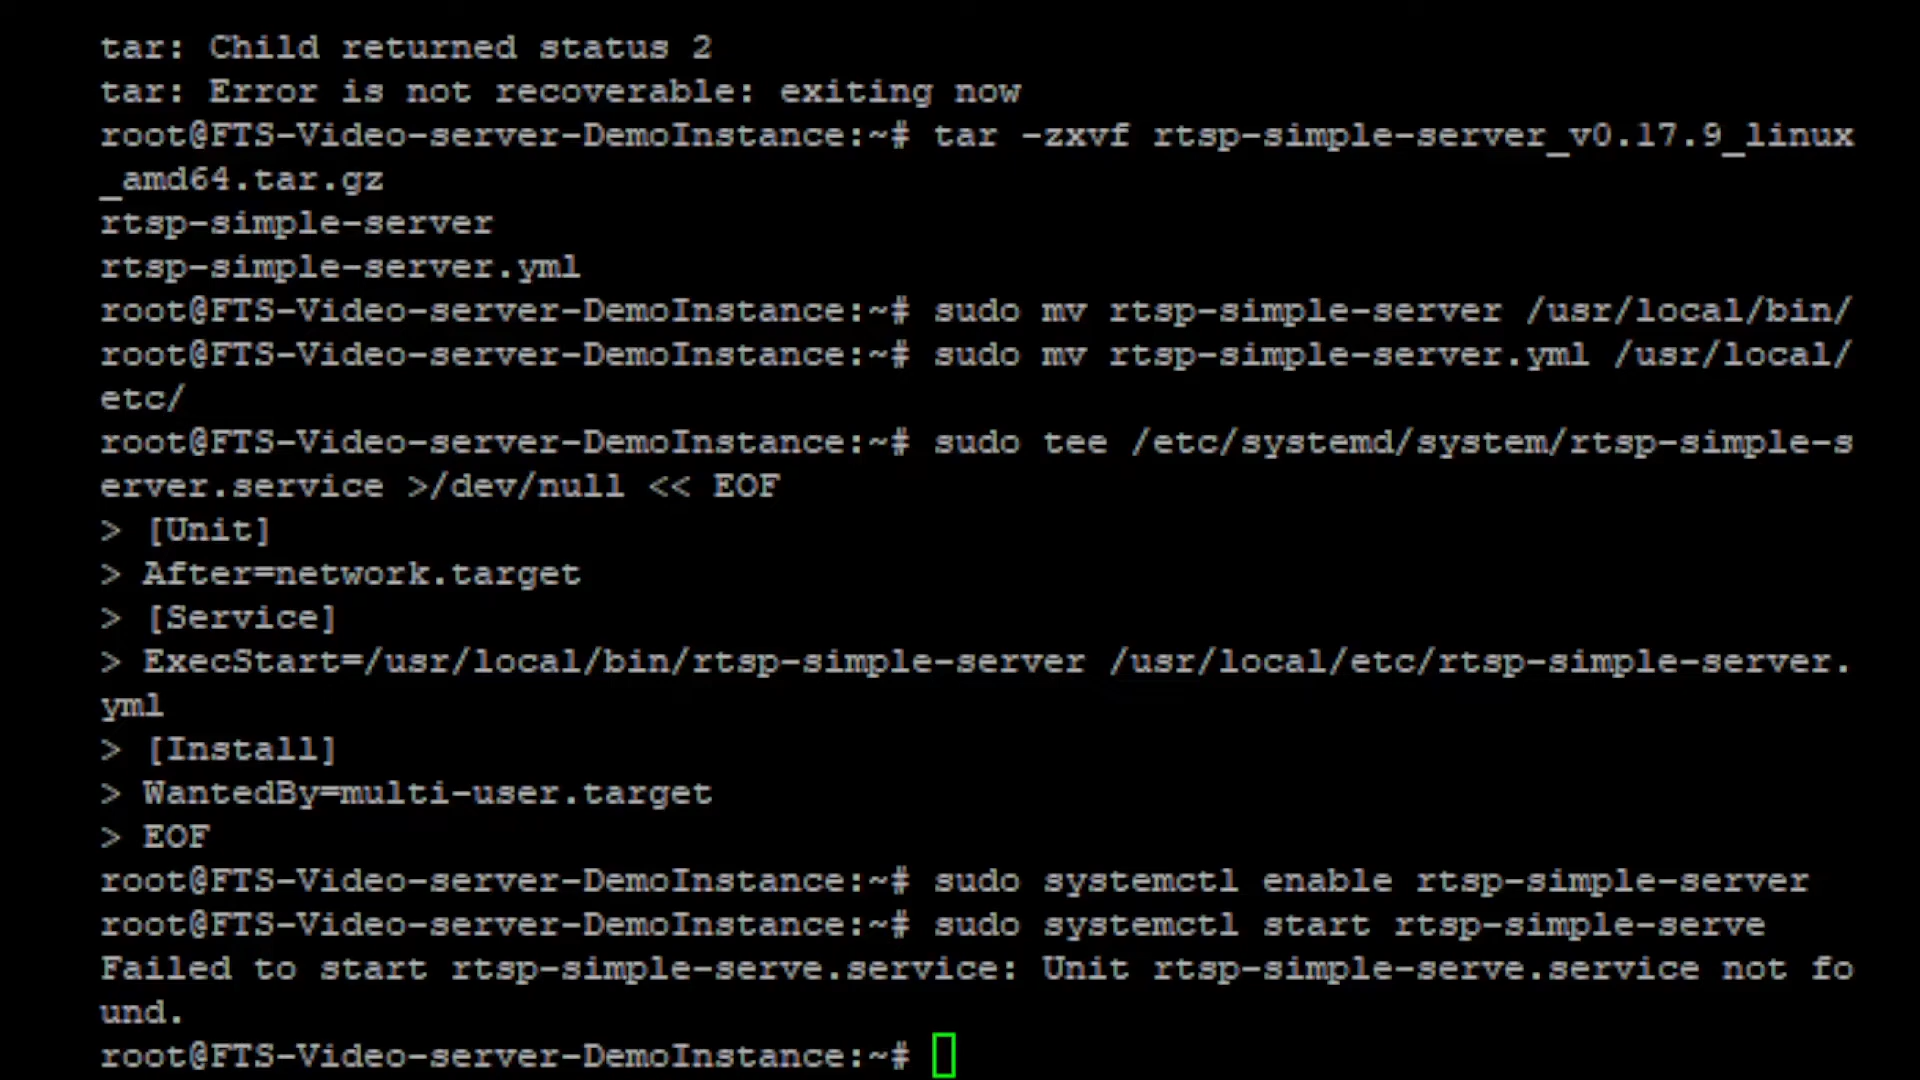 tar: Child returned status 2
tar: Error is not recoverable: exiting now
root@FTS-Video-server-DemoInstance:~# tar -zxvf rtsp-simple-server_v0.17.9_linux
_amd64.tar.gz
rtsp-simple-server
rtsp-simple-server.yml
root@FTS-Video-server-DemoInstance:~# sudo mv rtsp-simple-server /usr/local/bin/
root@FTS-Video-server-DemoInstance:~# sudo mv rtsp-simple-server.yml /usr/local/
etc/
root@FTS-Video-server-DemoInstance:~# sudo tee /etc/systemd/system/rtsp-simple-s
erver.service >/dev/null << EOF
> [Unit]
> After=network.target
> [Service]
> ExecStart=/usr/local/bin/rtsp-simple-server /usr/local/etc/rtsp-simple-server.
yml
> [Install]
> WantedBy=multi-user.target
> EOF
root@FTS-Video-server-DemoInstance:~# sudo systemctl enable rtsp-simple-server
root@FTS-Video-server-DemoInstance:~# sudo systemctl start rtsp-simple-serve
Failed to start rtsp-simple-serve.service: Unit rtsp-simple-serve.service not fo
und.
root@FTS-Video-server-DemoInstance:~#